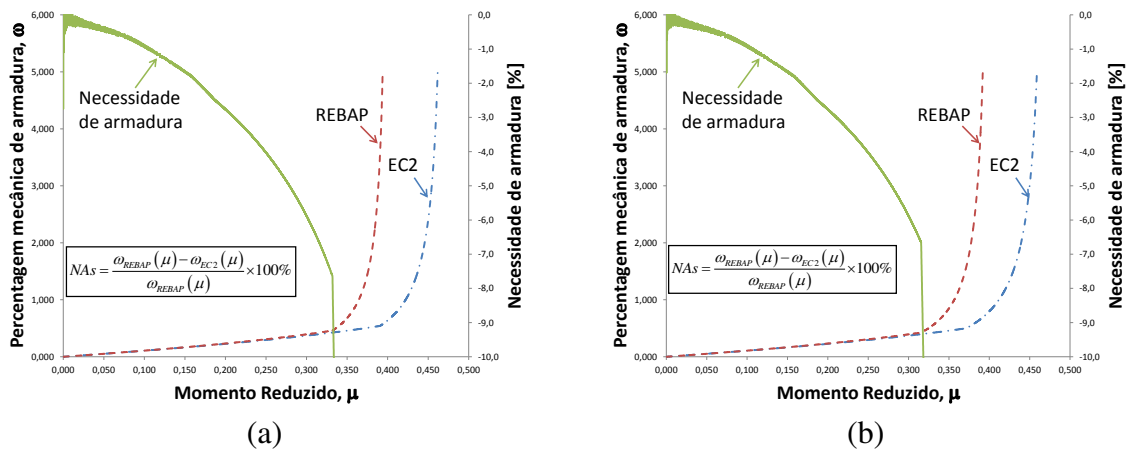 6,000
5,000
4,000
3,000
2,000
1,000
0,000
Percentagem mecânica de armadura, ω
0,0
-1,0
-2,0
-3,0
-4,0
-5,0
-6,0
-7,0
-8,0
-9,0
-10,0
Necessidade de armadura [%]
Necessidade
de armadura
REBAP
EC2
NAs = (ω_REBAP(μ) − ω_EC2(μ)) / ω_REBAP(μ) ×100%
0,000 0,050 0,100 0,150 0,200 0,250 0,300 0,350 0,400 0,450 0,500
Momento Reduzido, μ
(a)
6,000
5,000
4,000
3,000
2,000
1,000
0,000
Percentagem mecânica de armadura, ω
0,0
-1,0
-2,0
-3,0
-4,0
-5,0
-6,0
-7,0
-8,0
-9,0
-10,0
Necessidade de armadura [%]
Necessidade
de armadura
REBAP
EC2
NAs = (ω_REBAP(μ) − ω_EC2(μ)) / ω_REBAP(μ) ×100%
0,000 0,050 0,100 0,150 0,200 0,250 0,300 0,350 0,400 0,450 0,500
Momento Reduzido, μ
(b)